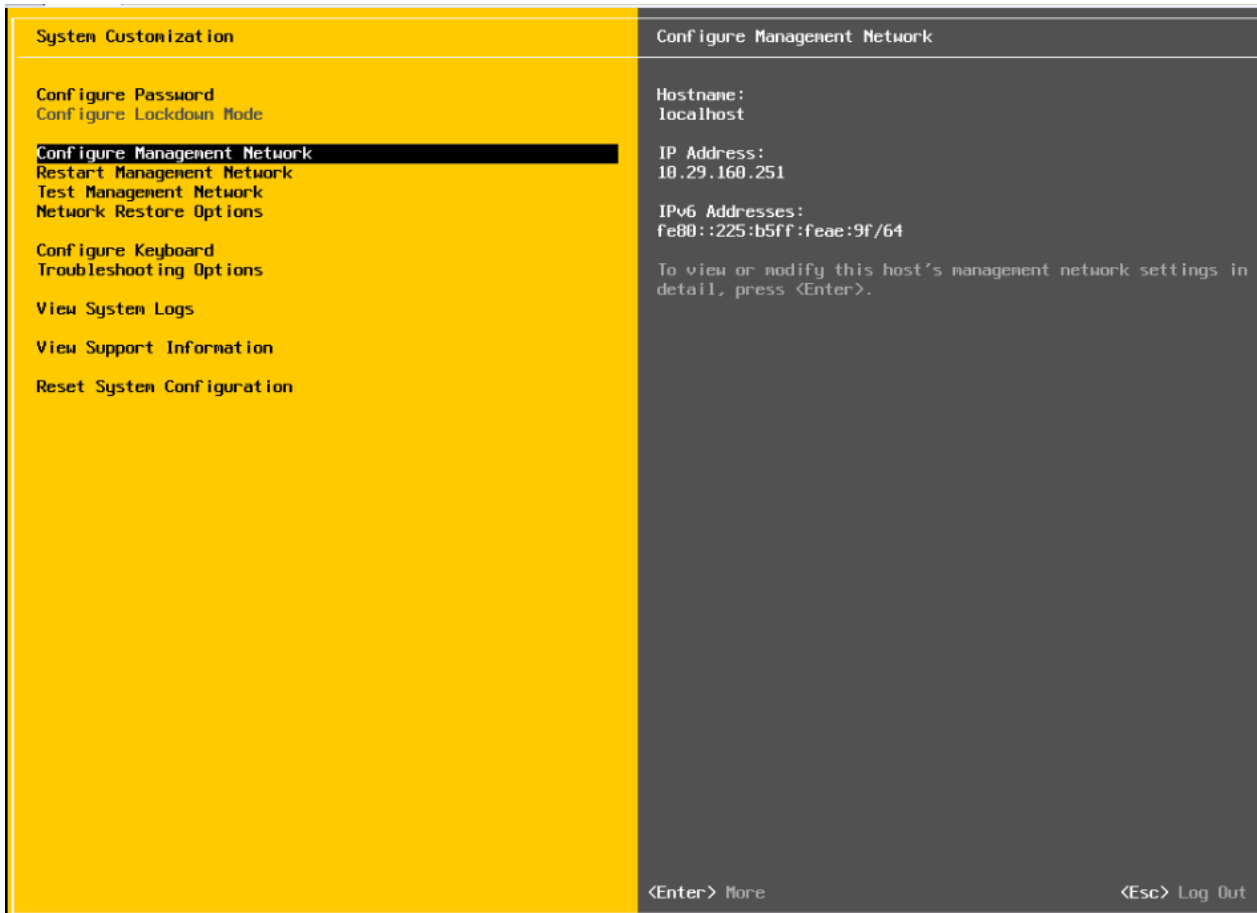 System Customization
Configure Password
Configure Lockdown Mode
Configure Management Network
Restart Management Network
Test Management Network
Network Restore Options
Configure Keyboard
Troubleshooting Options
View System Logs
View Support Information
Reset System Configuration
Configure Management Network
Hostname:
localhost
IP Address:
10.29.160.251
IPv6 Addresses:
fe80::225:b5ff:feae:9f/64
To view or modify this host's management network settings in
detail, press <Enter>.
<Enter> More
<Esc> Log Out